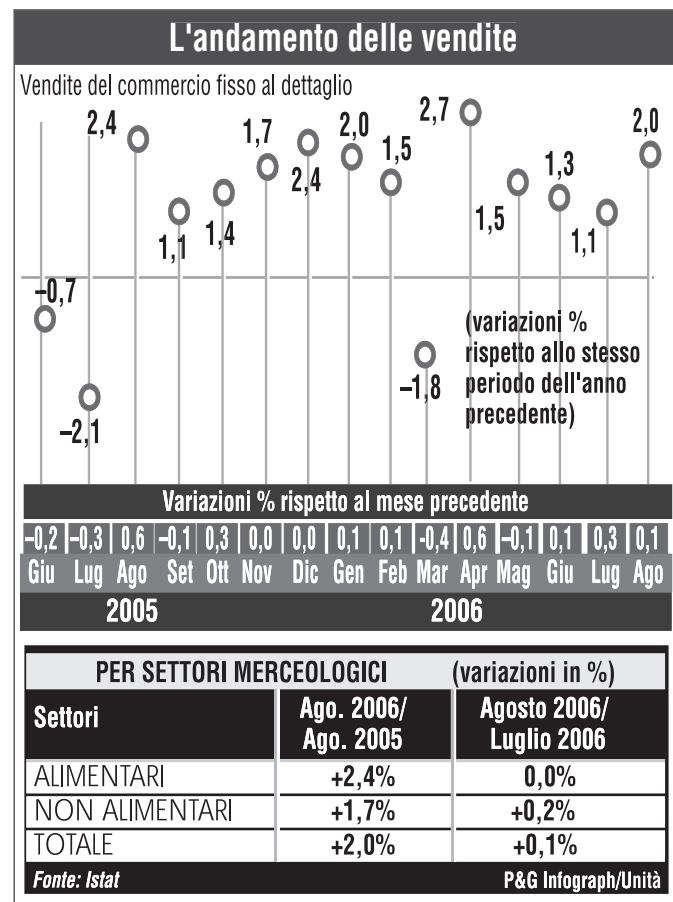 L'andamento delle vendite
Vendite del commercio fisso al dettaglio
–0,7
–2,1
2,4
1,1
1,4
1,7
2,4
2,0
1,5
–1,8
2,7
1,5
1,3
1,1
2,0
(variazioni %
rispetto allo stesso
periodo dell'anno
precedente)
Variazioni % rispetto al mese precedente
–0,2 –0,3 0,6 –0,1 0,3 0,0 0,0 0,1 0,1 -0,4 0,6 –0,1 0,1 0,3 0,1
Giu Lug Ago Set Ott Nov Dic Gen Feb Mar Apr Mag Giu Lug Ago
2005 2006
PER SETTORI MERCEOLOGICI (variazioni in %)
Settori Ago. 2006/ Agosto 2006/
Ago. 2005 Luglio 2006
ALIMENTARI +2,4% 0,0%
NON ALIMENTARI +1,7% +0,2%
TOTALE +2,0% +0,1%
Fonte: Istat P&G Infograph/Unità